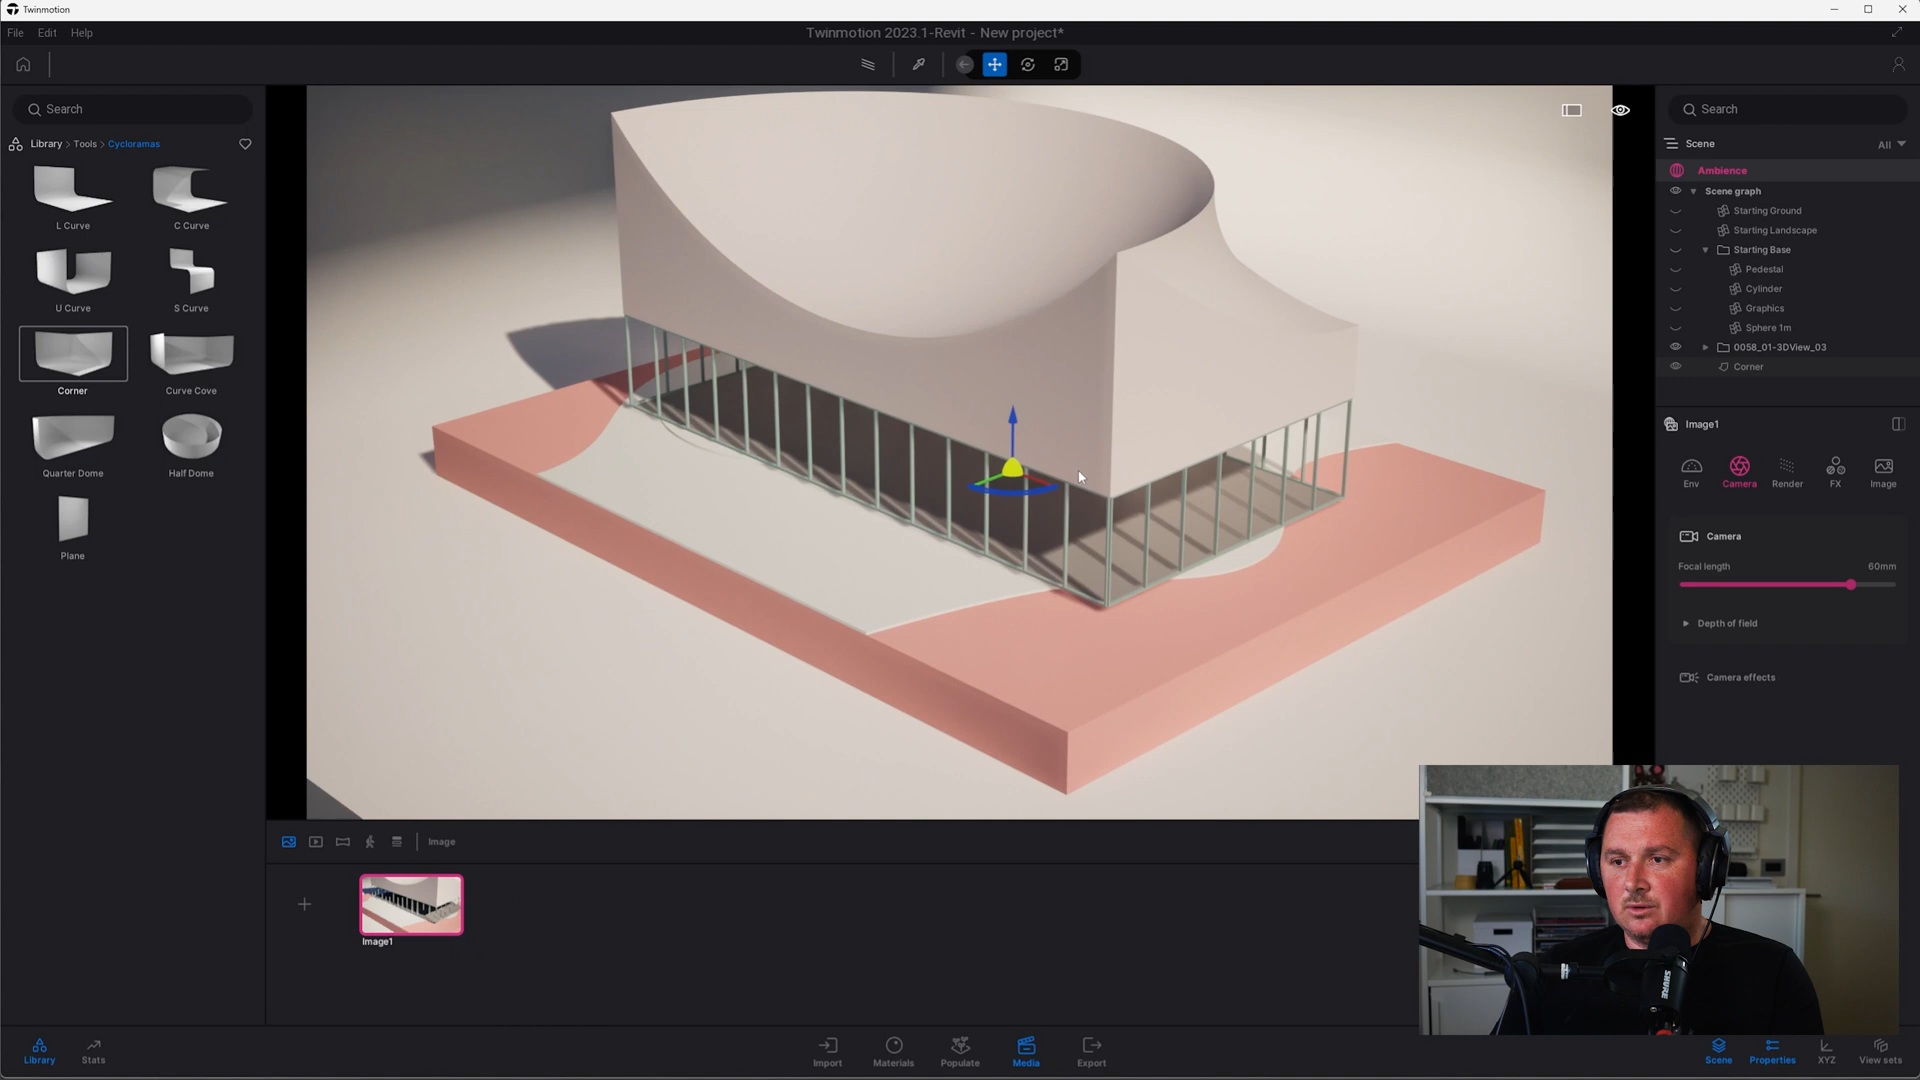 Twinmotion
File Edit Help
Twinmotion 2023.1-Revit - New project*
Search
Library > Tools > Cycloramas
L Curve
C Curve
U Curve
S Curve
Corner
Curve Cove
Quarter Dome
Half Dome
Plane
Search
Scene
All
Ambience
Scene graph
Starting Ground
Starting Landscape
Starting Base
Pedestal
Cylinder
Graphics
Sphere 1m
0058_01-3DView_03
Corner
Image1
Env
Camera
Render
FX
Image
Camera
Focal length 60mm
Depth of field
Camera effects
Image
Image1
SHURE
Library
Stats
Import
Materials
Populate
Media
Export
Scene
Properties
XYZ
View sets